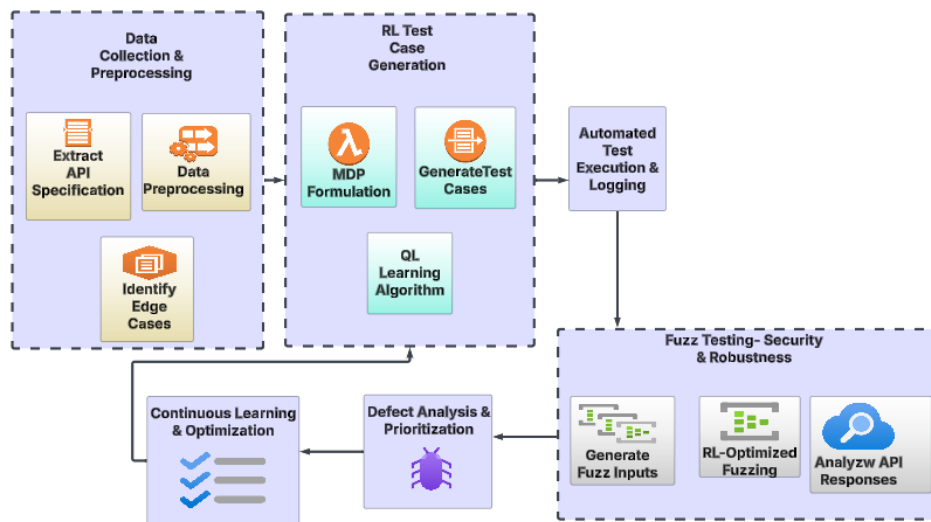 Data
Collection &
Preprocessing
Extract
API
Specification
Data
Preprocessing
Identify
Edge
Cases
RL Test
Case
Generation
MDP
Formulation
GenerateTest
Cases
QL
Learning
Algorithm
Automated
Test
Execution &
Logging
Fuzz Testing- Security
& Robustness
Generate
Fuzz Inputs
RL-Optimized
Fuzzing
Analyzw API
Responses
Defect Analysis &
Prioritization
Continuous Learning
& Optimization